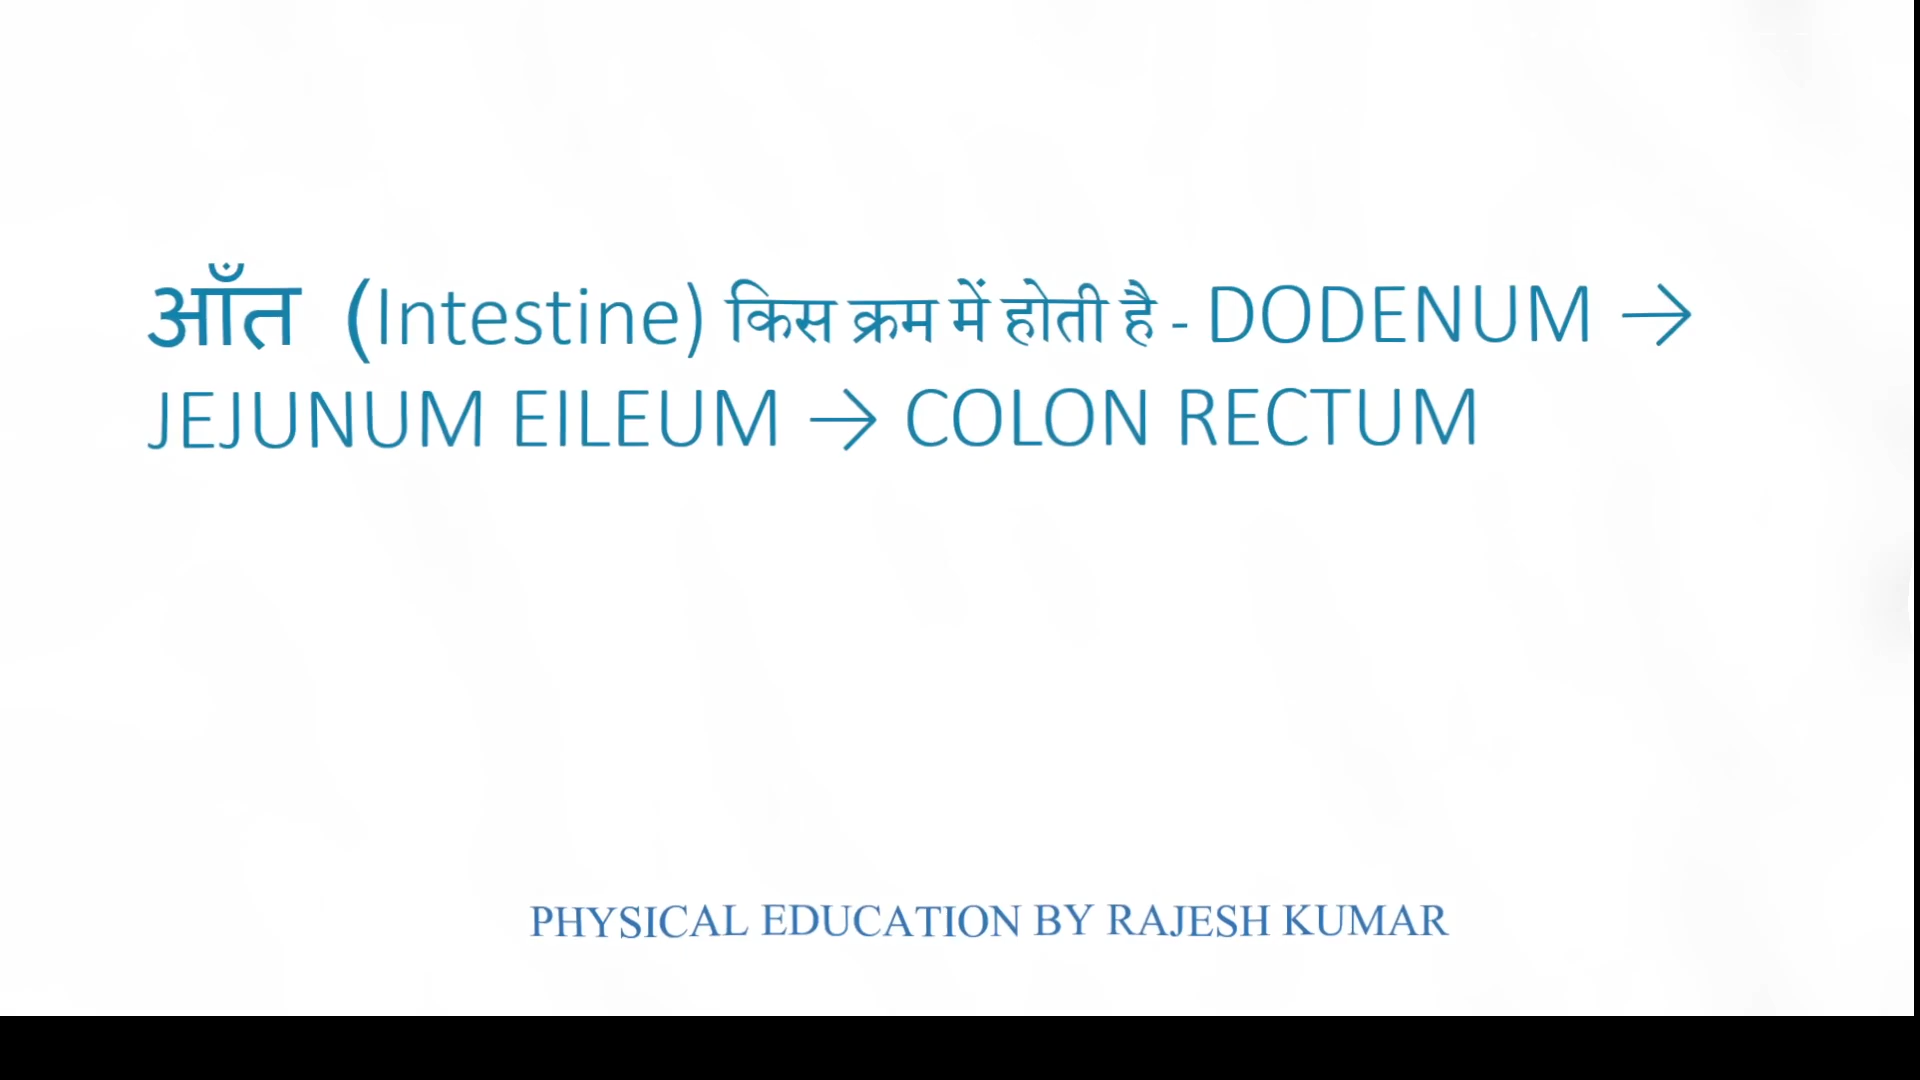 आँत (Intestine) किस क्रम में होती है - DODENUM →
JEJUNUM EILEUM → COLON RECTUM
PHYSICAL EDUCATION BY RAJESH KUMAR